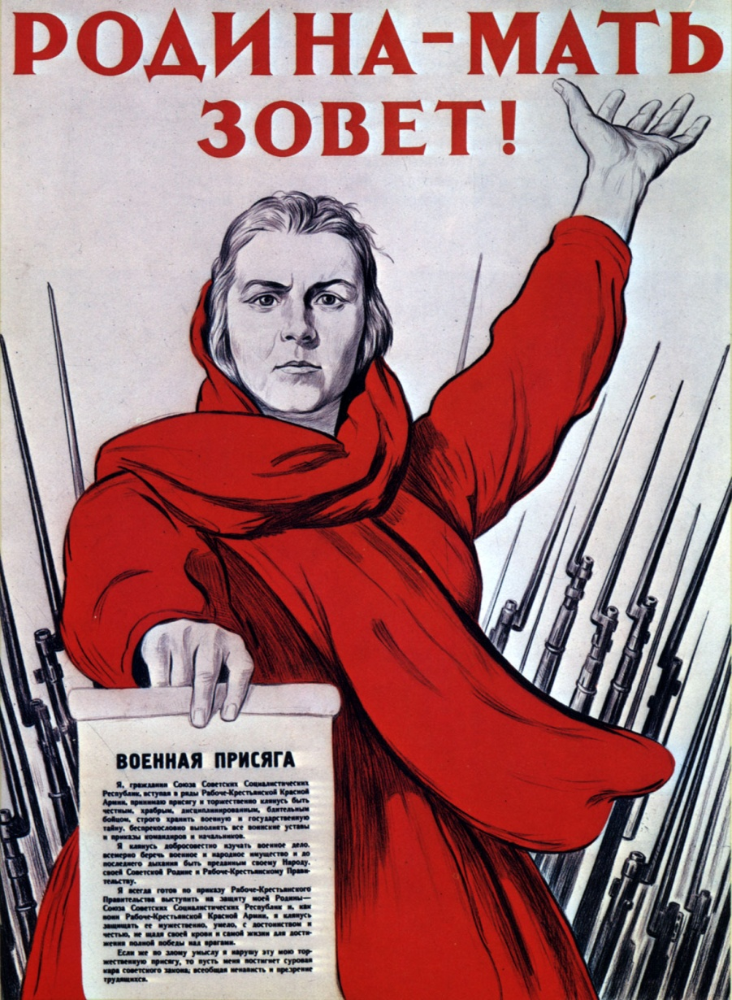 РОДИНА-МАТЬ
ЗОВЕТ!
ВОЕННАЯ ПРИСЯГА
Я, гражданин Союза Советских Социалистических
Республик, вступая в ряды Рабоче-Крестьянской Красной
Армии, принимаю присягу и торжественно клянусь быть
честным, храбрым, дисциплинированным, бдительным
бойцом, строго хранить военную и государственную
тайну, беспрекословно выполнять все воинские уставы
и приказы командиров и начальников.
Я клянусь добросовестно изучать военное дело,
всемерно беречь военное и народное имущество и до
последнего дыхания быть преданным своему Народу,
своей Советской Родине и Рабоче-Крестьянскому Прави-
тельству.
Я всегда готов по приказу Рабоче-Крестьянского
Правительства выступить на защиту моей Родины—
Союза Советских Социалистических Республик и, как
воин Рабоче-Крестьянской Красной Армии, я клянусь
защищать ее мужественно, умело, с достоинством и
честью, не щадя своей крови и самой жизни для дости-
жения полной победы над врагами.
Если же по злому умыслу я нарушу эту мою тор-
жественную присягу, то пусть меня постигнет суровая
кара советского закона, всеобщая ненависть и презрение
трудящихся.